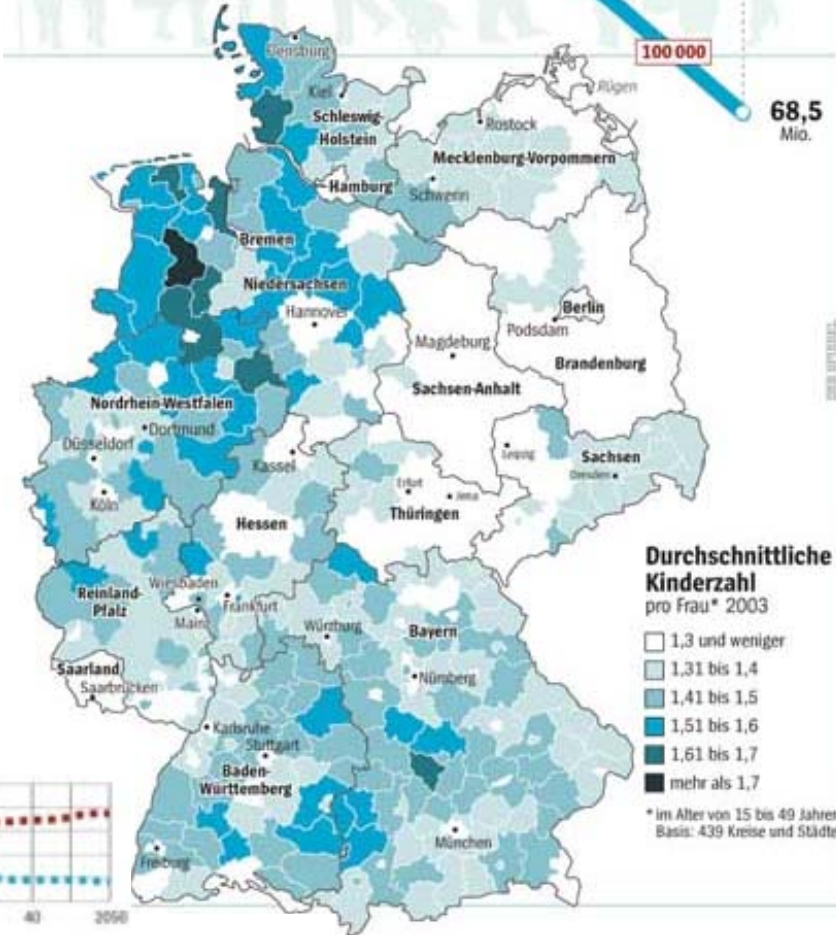 100 000
68,5
Mio.
Flensburg
Kiel
Schleswig-
Holstein
Rügen
Rostock
Mecklenburg-Vorpommern
Hamburg
Schwerin
Bremen
Niedersachsen
Hannover
Berlin
Podsdam
Brandenburg
Magdeburg
Sachsen-Anhalt
Nordrhein-Westfalen
Dortmund
Düsseldorf
Kassel
Leipzig
Sachsen
Dresden
Köln
Erfurt
Jena
Hessen
Thüringen
Durchschnittliche
Kinderzahl
pro Frau* 2003
Wiesbaden
Reinland-
Pfalz
Frankfurt
Mainz
Würzburg
Bayern
1,3 und weniger
1,31 bis 1,4
1,41 bis 1,5
1,51 bis 1,6
1,61 bis 1,7
mehr als 1,7
Saarland
Saarbrücken
Nürnberg
Karlsruhe
Stuttgart
Baden-
Württemberg
* im Alter von 15 bis 49 Jahren
Basis: 439 Kreise und Städte
München
Freiburg
40
2050